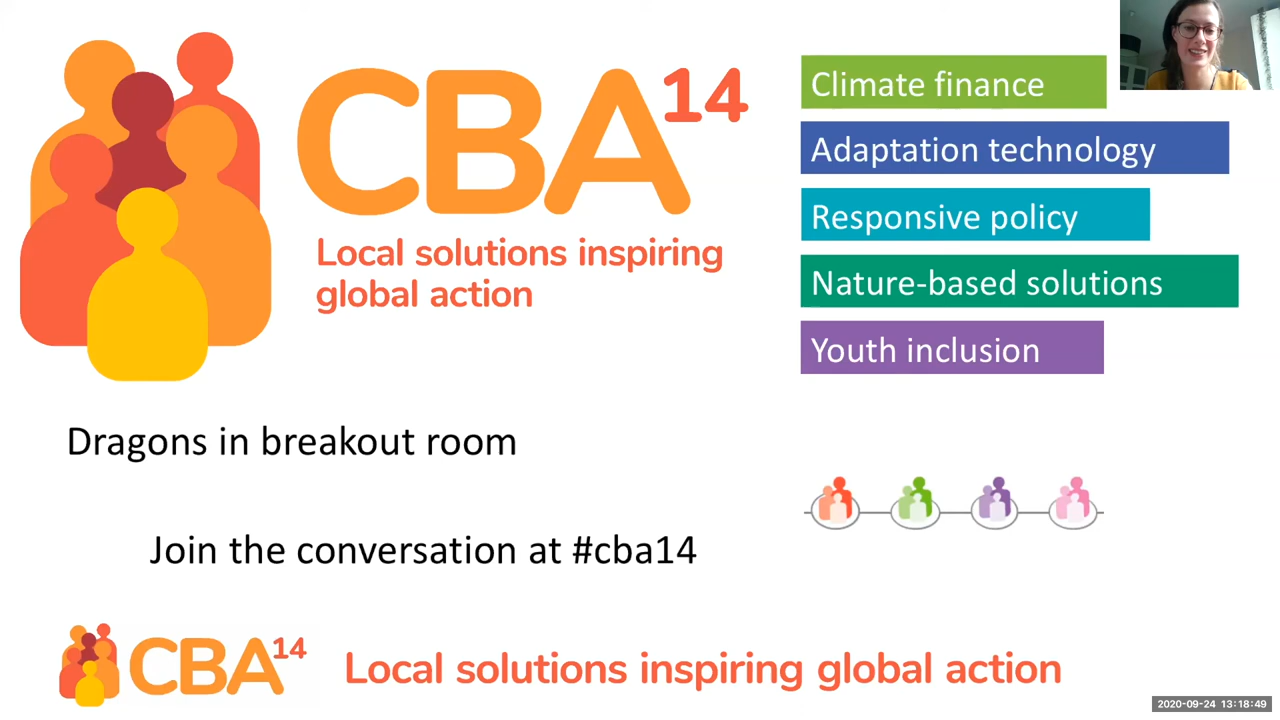 CBA14
Local solutions inspiring
global action
Climate finance
Adaptation technology
Responsive policy
Nature-based solutions
Youth inclusion
Dragons in breakout room
Join the conversation at #cba14
CBA14
Local solutions inspiring global action
2020-09-24 13:18:49